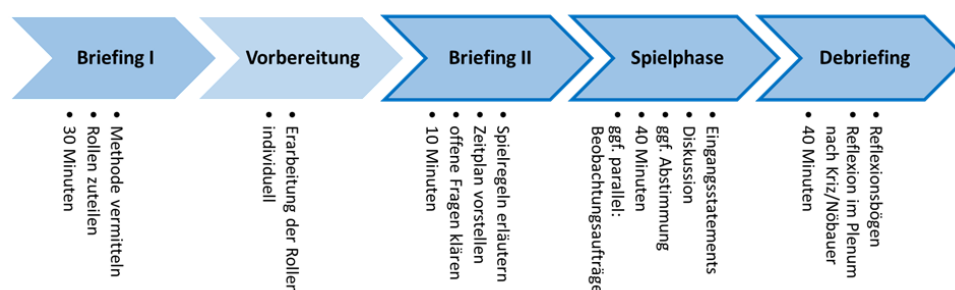 Briefing I
Vorbereitung
Briefing II
Spielphase
Debriefing
• Methode vermitteln
• Rollen zuteilen
• 30 Minuten
• Erarbeitung der Rollen
• individuell
• Spielregeln erläutern
• Zeitplan vorstellen
• offene Fragen klären
• 10 Minuten
• Eingangsstatements
• Diskussion
• ggf. Abstimmung
• 40 Minuten
• ggf. parallel:
Beobachtungsaufträge
• Reflexionsbögen
• Reflexion im Plenum
nach Kriz/Nöbauer
• 40 Minuten